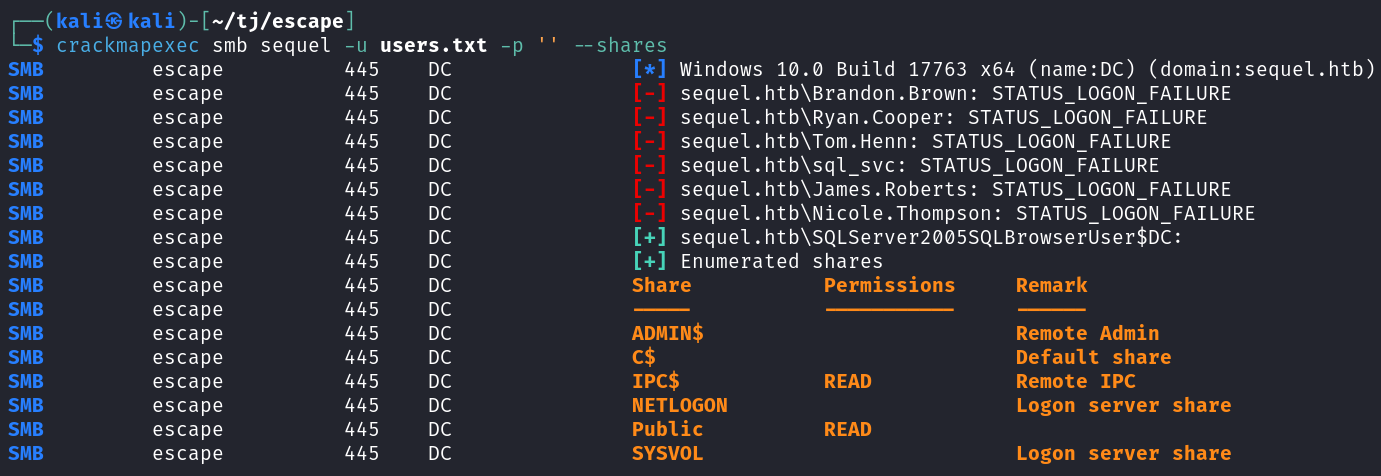 ┌──(kali㉿kali)-[~/tj/escape]
└─$ crackmapexec smb sequel -u users.txt -p '' --shares
SMB         escape          445    DC               [*] Windows 10.0 Build 17763 x64 (name:DC) (domain:sequel.htb)
SMB         escape          445    DC               [-] sequel.htb\Brandon.Brown: STATUS_LOGON_FAILURE
SMB         escape          445    DC               [-] sequel.htb\Ryan.Cooper: STATUS_LOGON_FAILURE
SMB         escape          445    DC               [-] sequel.htb\Tom.Henn: STATUS_LOGON_FAILURE
SMB         escape          445    DC               [-] sequel.htb\sql_svc: STATUS_LOGON_FAILURE
SMB         escape          445    DC               [-] sequel.htb\James.Roberts: STATUS_LOGON_FAILURE
SMB         escape          445    DC               [-] sequel.htb\Nicole.Thompson: STATUS_LOGON_FAILURE
SMB         escape          445    DC               [+] sequel.htb\SQLServer2005SQLBrowserUser$DC:
SMB         escape          445    DC               [+] Enumerated shares
SMB         escape          445    DC               Share           Permissions     Remark
SMB         escape          445    DC               -----           -----------     ------
SMB         escape          445    DC               ADMIN$                          Remote Admin
SMB         escape          445    DC               C$                              Default share
SMB         escape          445    DC               IPC$            READ            Remote IPC
SMB         escape          445    DC               NETLOGON                        Logon server share
SMB         escape          445    DC               Public          READ
SMB         escape          445    DC               SYSVOL                          Logon server share